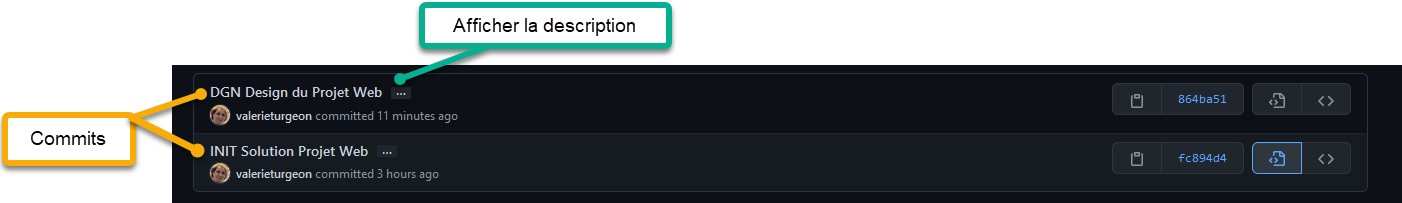 Afficher la description
Commits
DGN Design du Projet Web ...
864ba51
valerieturgeon committed 11 minutes ago
INIT Solution Projet Web ...
fc894d4
valerieturgeon committed 3 hours ago